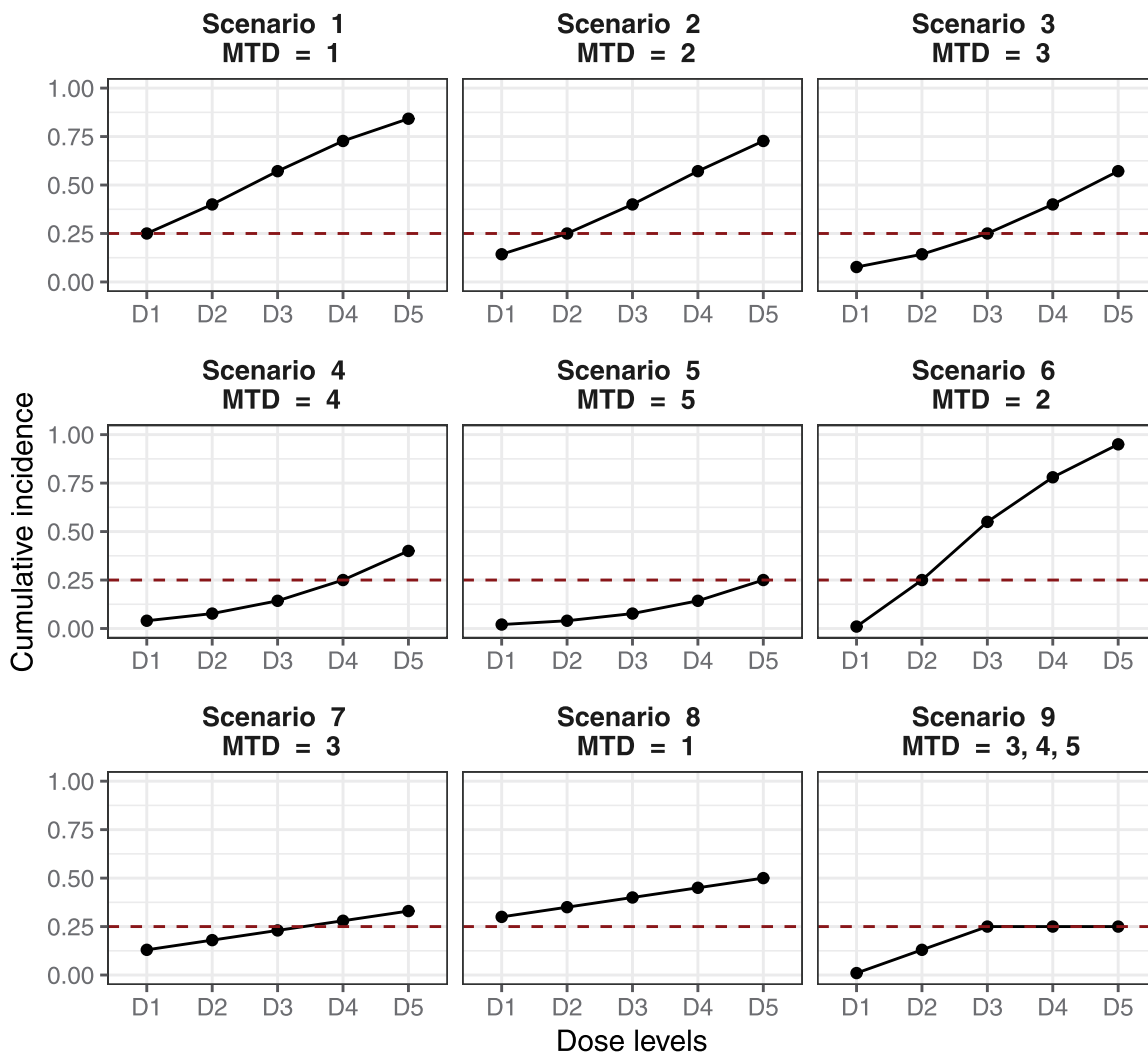 Scenario 1
MTD = 1
Scenario 2
MTD = 2
Scenario 3
MTD = 3
1.00
0.75
0.50
0.25
0.00
D1 D2 D3 D4 D5
D1 D2 D3 D4 D5
D1 D2 D3 D4 D5
Cumulative incidence
Scenario 4
MTD = 4
Scenario 5
MTD = 5
Scenario 6
MTD = 2
1.00
0.75
0.50
0.25
0.00
D1 D2 D3 D4 D5
D1 D2 D3 D4 D5
D1 D2 D3 D4 D5
Scenario 7
MTD = 3
Scenario 8
MTD = 1
Scenario 9
MTD = 3, 4, 5
1.00
0.75
0.50
0.25
0.00
D1 D2 D3 D4 D5
D1 D2 D3 D4 D5
D1 D2 D3 D4 D5
Dose levels